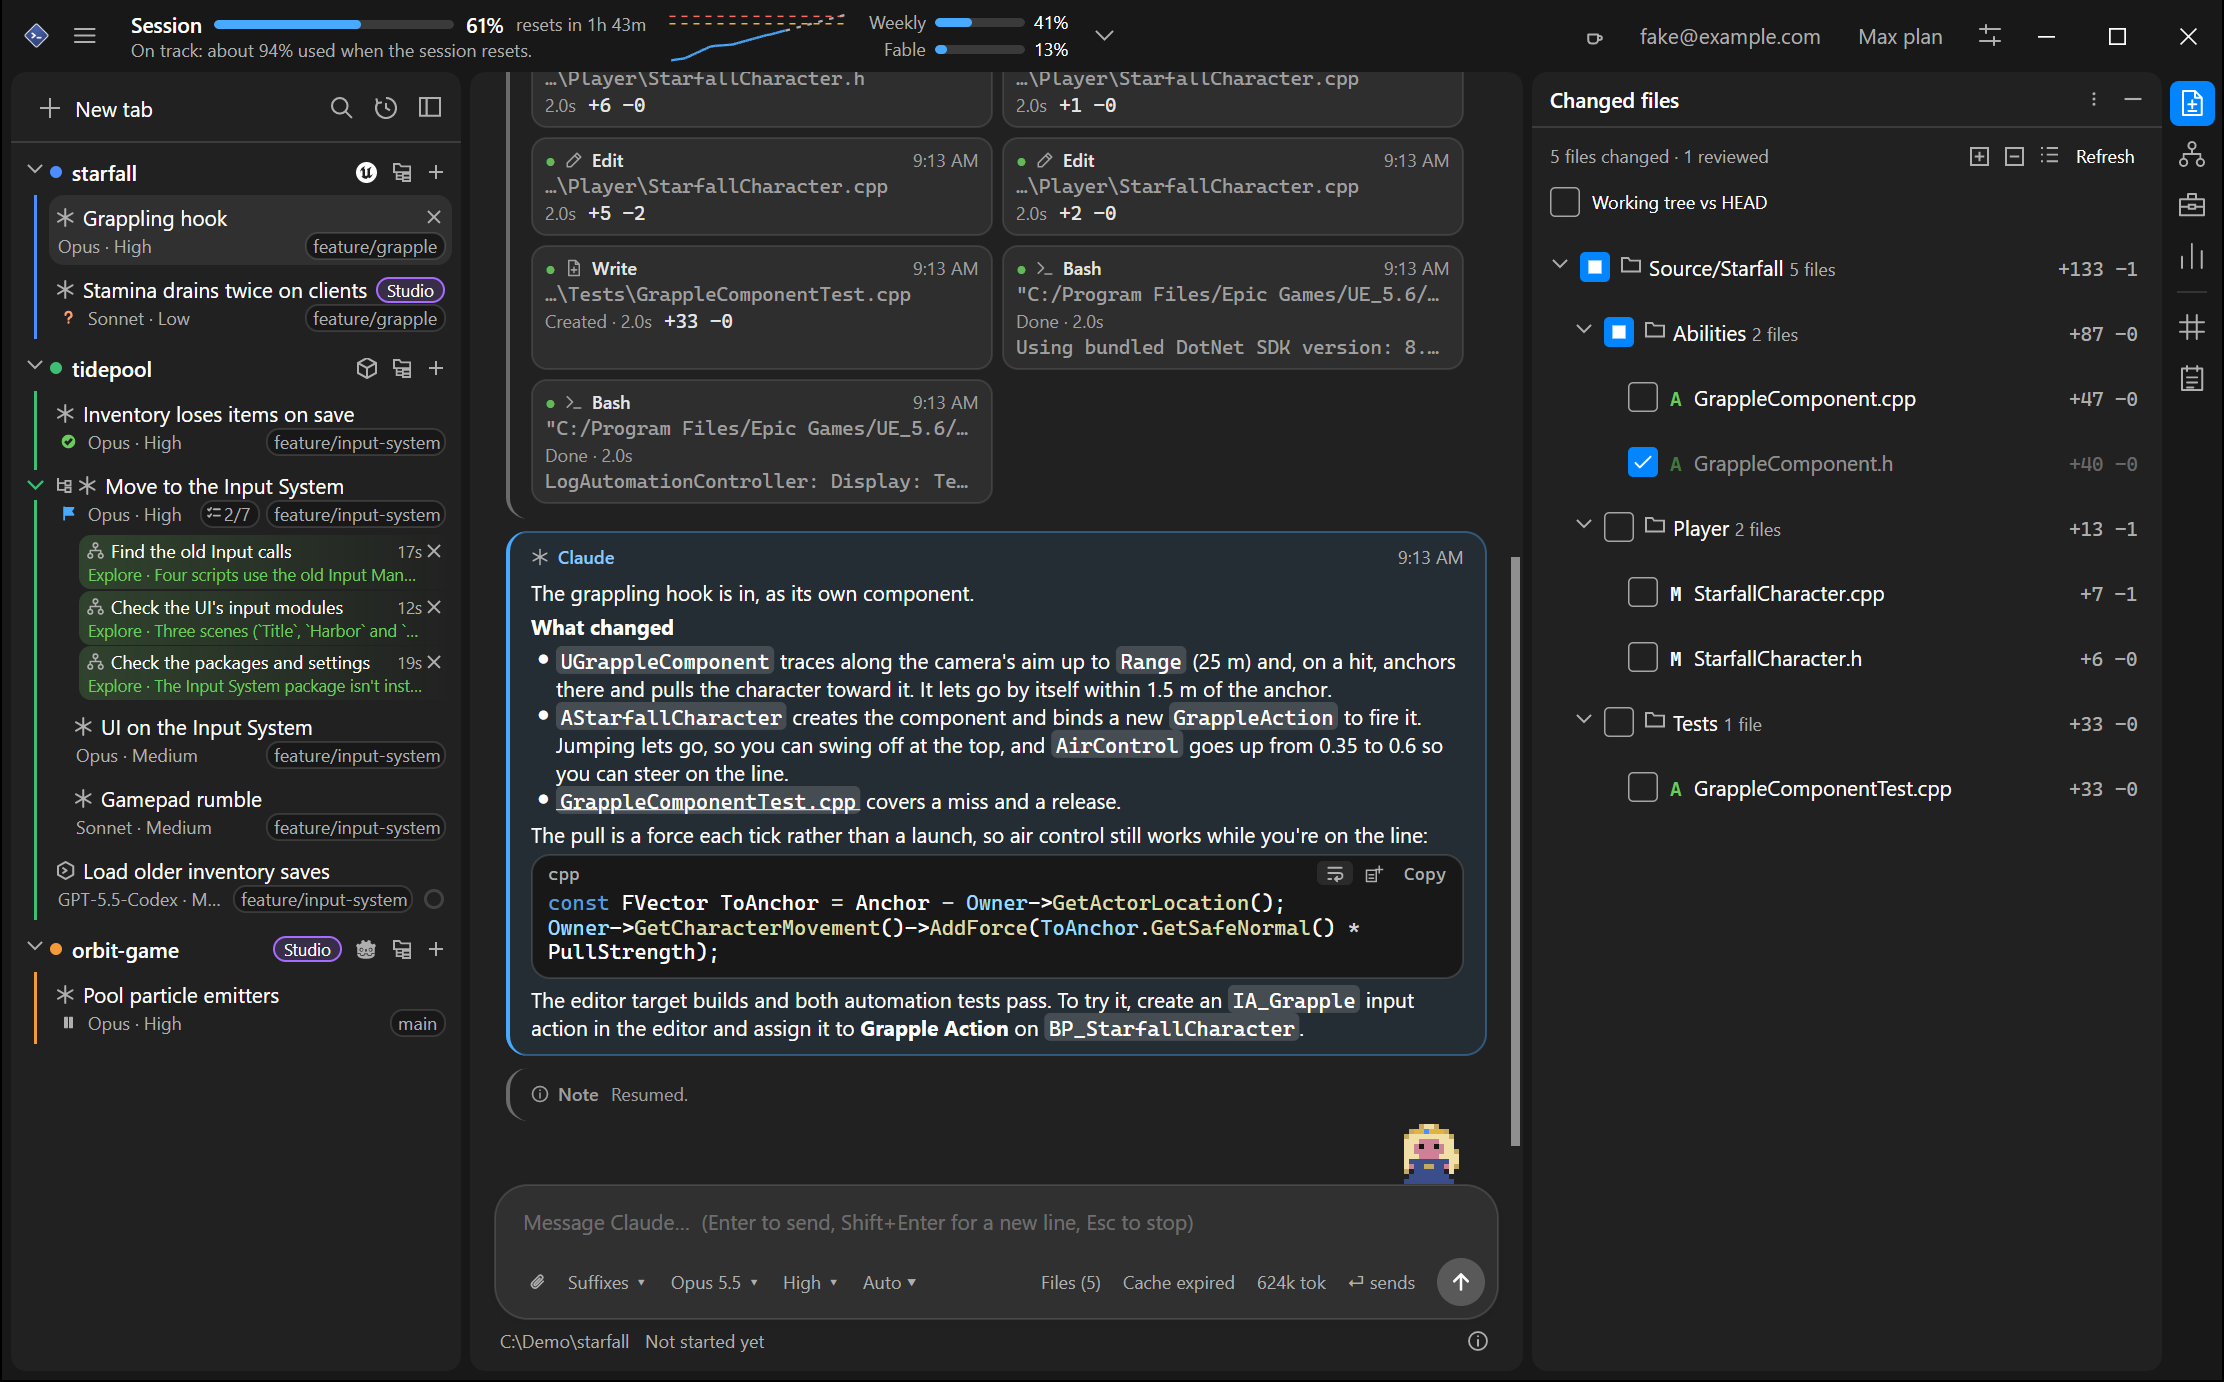 Session 61% resets in 1h 43m
On track: about 94% used when the session resets.
Weekly 41%
Fable 13%
fake@example.com Max plan
New tab
starfall
Grappling hook
Opus · High feature/grapple
Stamina drains twice on clients Studio
? Sonnet · Low feature/grapple
tidepool
Inventory loses items on save
Opus · High feature/input-system
Move to the Input System
Opus · High 2/7 feature/input-system
Find the old Input calls 17s
Explore · Four scripts use the old Input Man...
Check the UI's input modules 12s
Explore · Three scenes (`Title`, `Harbor` and `...
Check the packages and settings 19s
Explore · The Input System package isn't inst...
UI on the Input System
Opus · Medium feature/input-system
Gamepad rumble
Sonnet · Medium feature/input-system
Load older inventory saves
GPT-5.5-Codex · M... feature/input-system
orbit-game Studio
Pool particle emitters
Opus · High main
...\Player\StarfallCharacter.h
2.0s +6 −0
...\Player\StarfallCharacter.cpp
2.0s +1 −0
Edit 9:13 AM
...\Player\StarfallCharacter.cpp
2.0s +5 −2
Edit 9:13 AM
...\Player\StarfallCharacter.cpp
2.0s +2 −0
Write 9:13 AM
...\Tests\GrappleComponentTest.cpp
Created · 2.0s +33 −0
Bash 9:13 AM
"C:/Program Files/Epic Games/UE_5.6/...
Done · 2.0s
Using bundled DotNet SDK version: 8....
Bash 9:13 AM
"C:/Program Files/Epic Games/UE_5.6/...
Done · 2.0s
LogAutomationController: Display: Te...
Claude 9:13 AM
The grappling hook is in, as its own component.
What changed
• UGrappleComponent traces along the camera's aim up to Range (25 m) and, on a hit, anchors
there and pulls the character toward it. It lets go by itself within 1.5 m of the anchor.
• AStarfallCharacter creates the component and binds a new GrappleAction to fire it.
Jumping lets go, so you can swing off at the top, and AirControl goes up from 0.35 to 0.6 so
you can steer on the line.
• GrappleComponentTest.cpp covers a miss and a release.
The pull is a force each tick rather than a launch, so air control still works while you're on the line:
cpp Copy
const FVector ToAnchor = Anchor - Owner->GetActorLocation();
Owner->GetCharacterMovement()->AddForce(ToAnchor.GetSafeNormal() *
PullStrength);
The editor target builds and both automation tests pass. To try it, create an IA_Grapple input
action in the editor and assign it to Grapple Action on BP_StarfallCharacter.
Note Resumed.
Message Claude... (Enter to send, Shift+Enter for a new line, Esc to stop)
Suffixes Opus 5.5 High Auto Files (5) Cache expired 624k tok sends
C:\Demo\starfall Not started yet
Changed files
5 files changed · 1 reviewed Refresh
Working tree vs HEAD
Source/Starfall 5 files +133 −1
Abilities 2 files +87 −0
A GrappleComponent.cpp +47 −0
A GrappleComponent.h +40 −0
Player 2 files +13 −1
M StarfallCharacter.cpp +7 −1
M StarfallCharacter.h +6 −0
Tests 1 file +33 −0
A GrappleComponentTest.cpp +33 −0